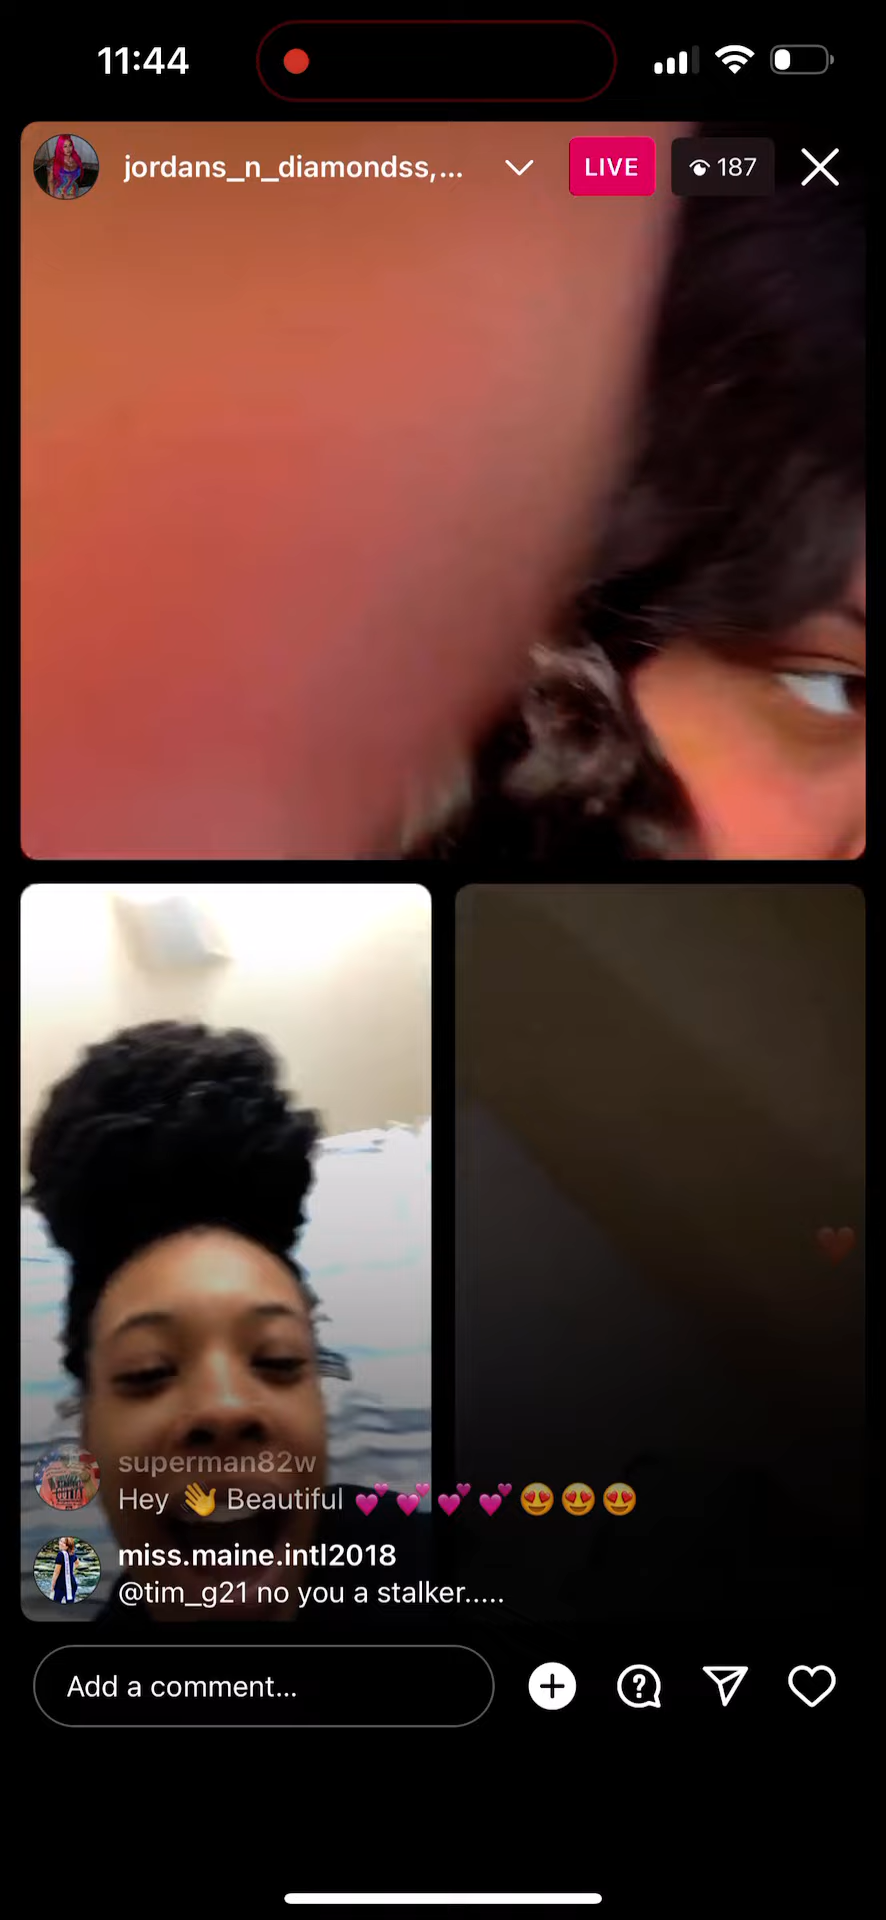 11:44
jordans_n_diamondss,...
LIVE
187
superman82w
Hey 👋 Beautiful 💕💕💕💕😍😍😍
miss.maine.intl2018
@tim_g21 no you a stalker.....
Add a comment...